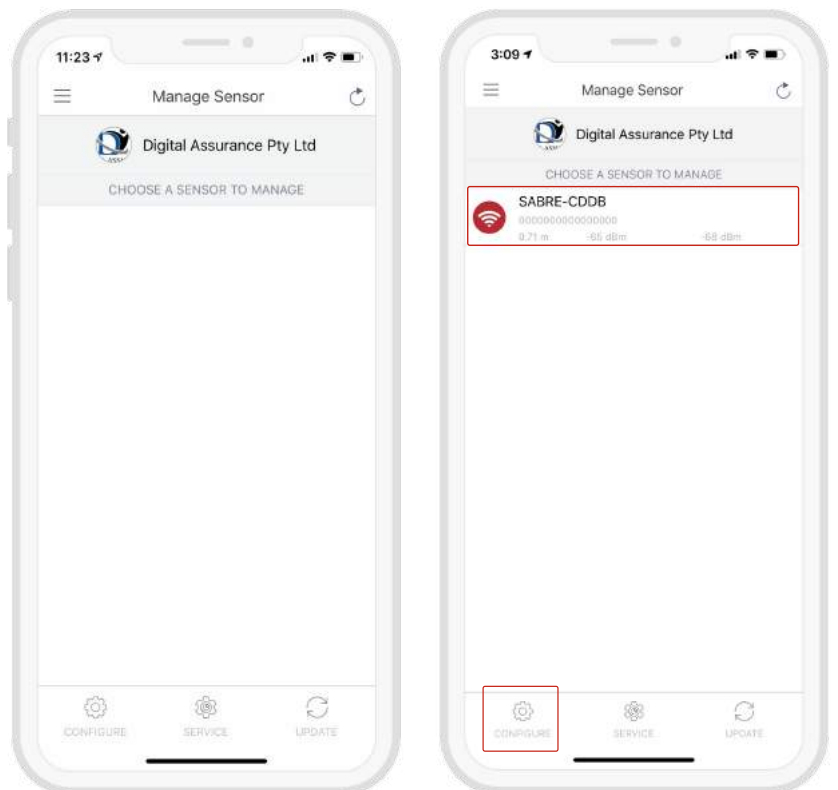 11:23
Manage Sensor
Digital Assurance Pty Ltd
CHOOSE A SENSOR TO MANAGE
CONFIGURE SERVICE UPDATE
3:09
Manage Sensor
Digital Assurance Pty Ltd
CHOOSE A SENSOR TO MANAGE
SABRE-CDDB
0000000000000000
0.71 m -65 dBm -68 dBm
CONFIGURE SERVICE UPDATE